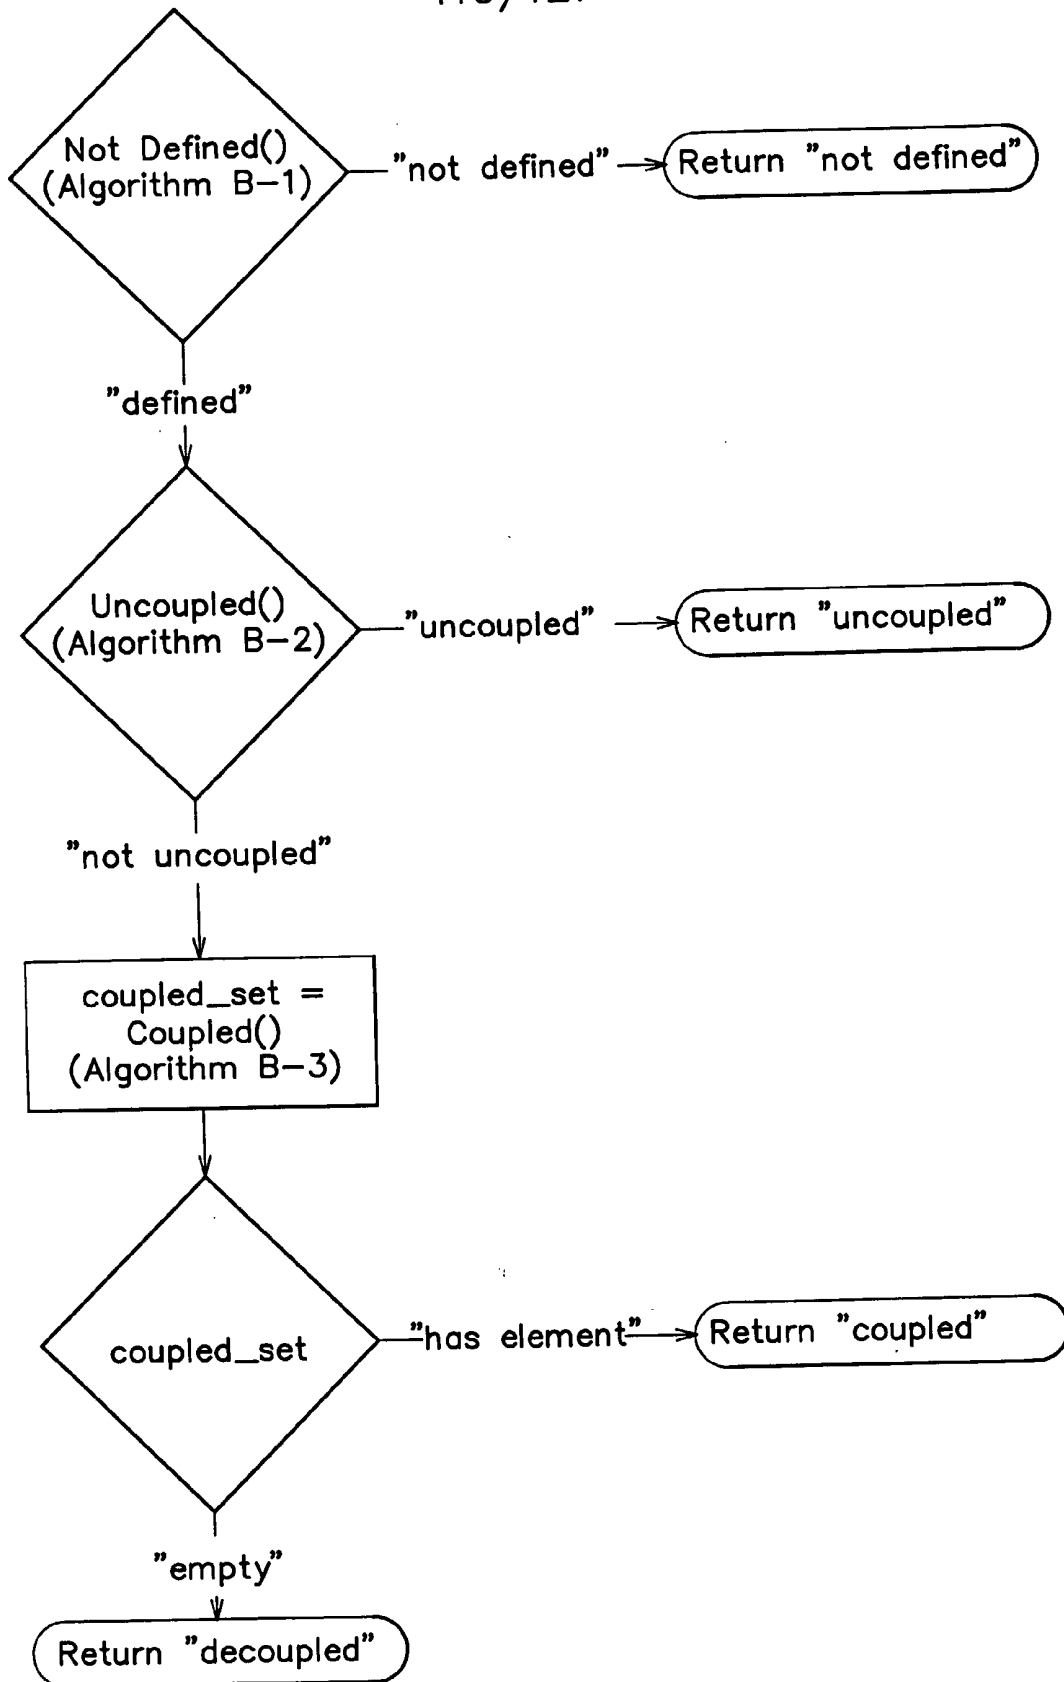 Not Defined()
(Algorithm B-1)
"not defined"
Return "not defined"
"defined"
Uncoupled()
(Algorithm B-2)
"uncoupled"
Return "uncoupled"
"not uncoupled"
coupled_set =
Coupled()
(Algorithm B-3)
coupled_set
"has element"
Return "coupled"
"empty"
Return "decoupled"